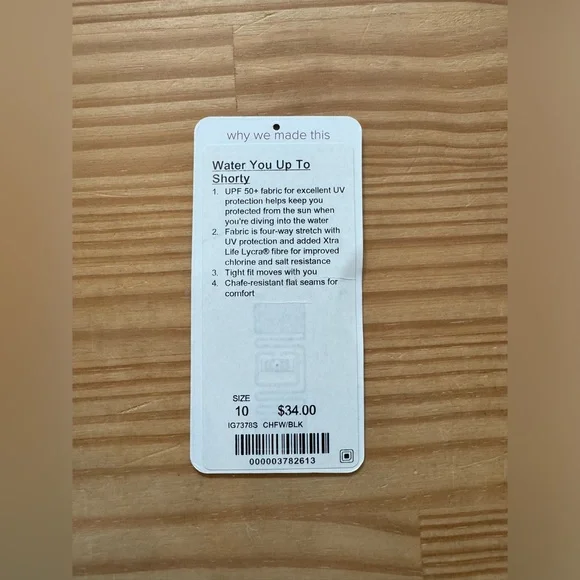 why we made this
Water You Up To
Shorty
1. UPF 50+ fabric for excellent UV
protection helps keep you
protected from the sun when
you're diving into the water
2. Fabric is four-way stretch with
UV protection and added Xtra
Life Lycra® fibre for improved
chlorine and salt resistance
3. Tight fit moves with you
4. Chafe-resistant flat seams for
comfort
SIZE
10 $34.00
IG7378S CHFW/BLK
000003782613